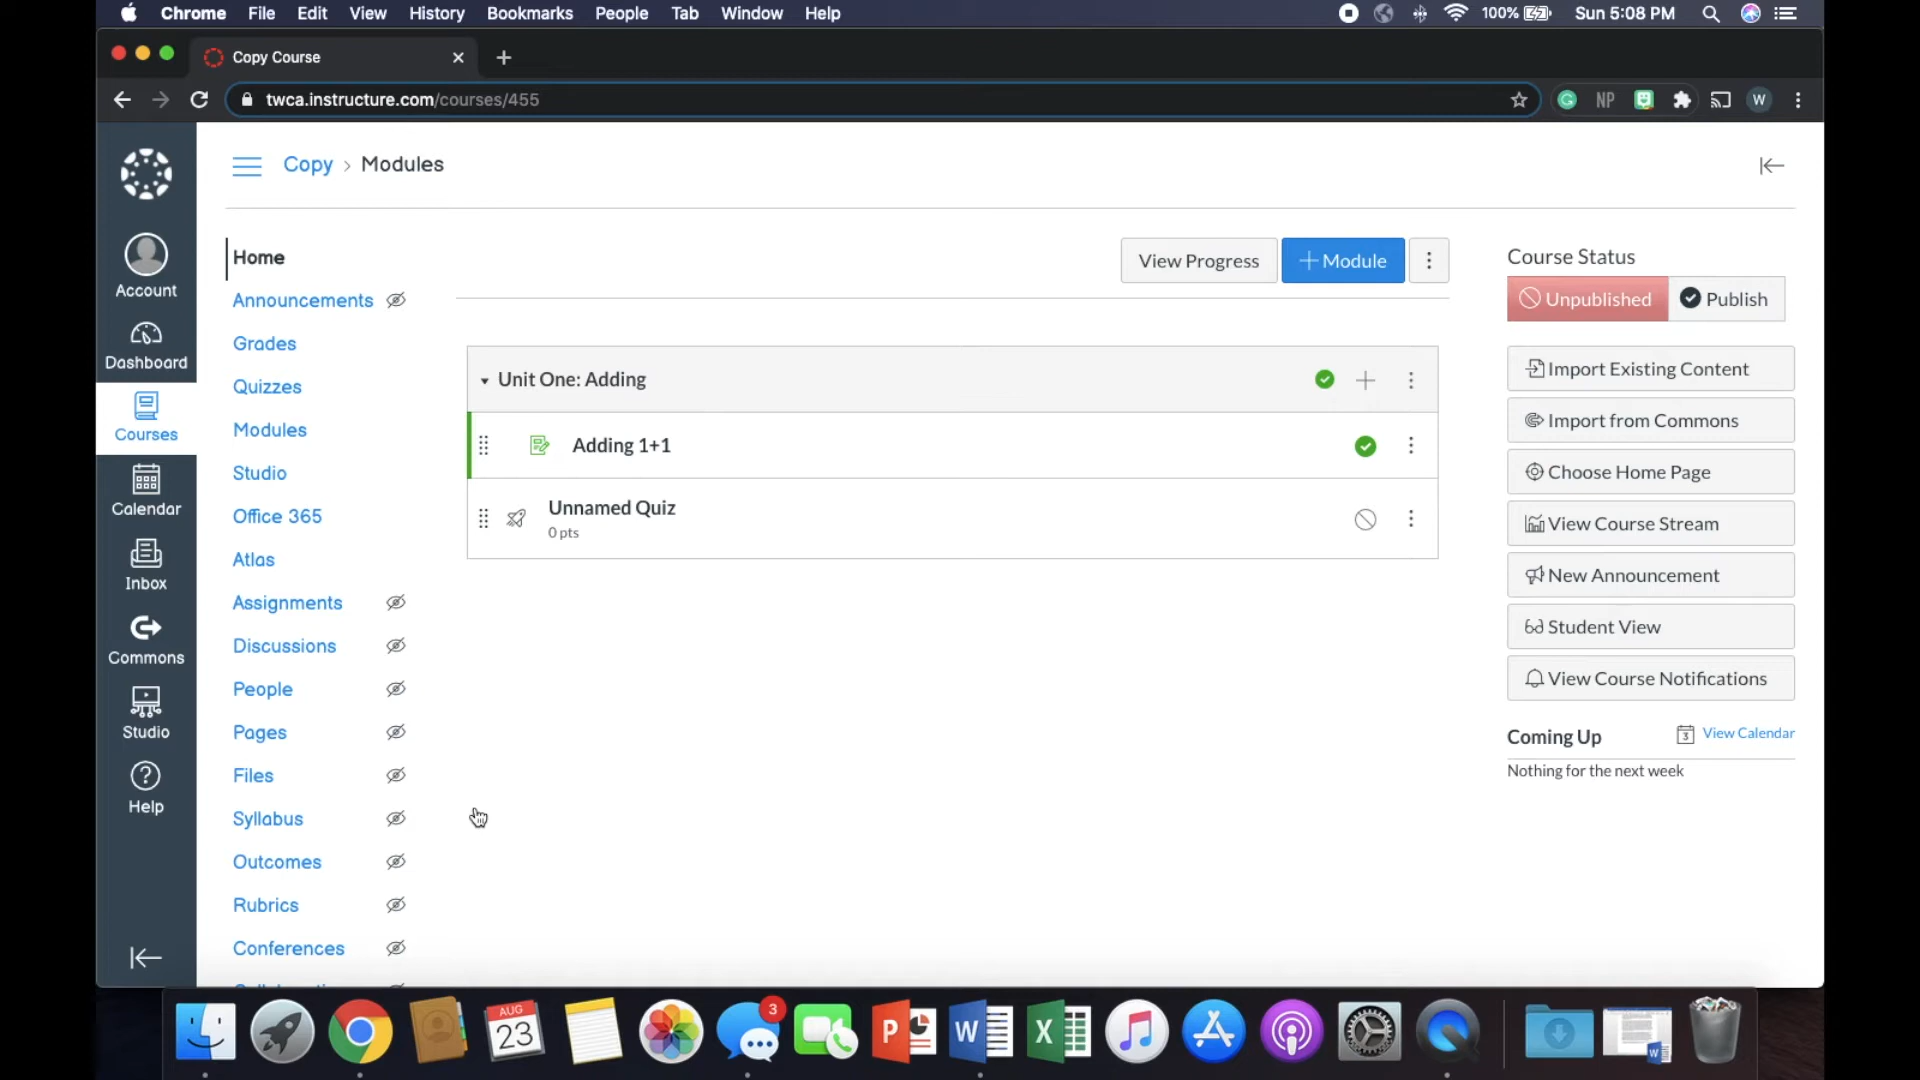 Chrome File Edit View History Bookmarks People Tab Window Help 100% Sun 5:08 PM
Copy Course
twca.instructure.com/courses/455 NP W
Copy › Modules
Account
Dashboard
Courses
Calendar
Inbox
Commons
Studio
Help
Home
Announcements
Grades
Quizzes
Modules
Studio
Office 365
Atlas
Assignments
Discussions
People
Pages
Files
Syllabus
Outcomes
Rubrics
Conferences
View Progress + Module
Unit One: Adding
Adding 1+1
Unnamed Quiz
0 pts
Course Status
Unpublished Publish
Import Existing Content
Import from Commons
Choose Home Page
View Course Stream
New Announcement
Student View
View Course Notifications
Coming Up 3 View Calendar
Nothing for the next week
AUG
23
3
P
W
X
W